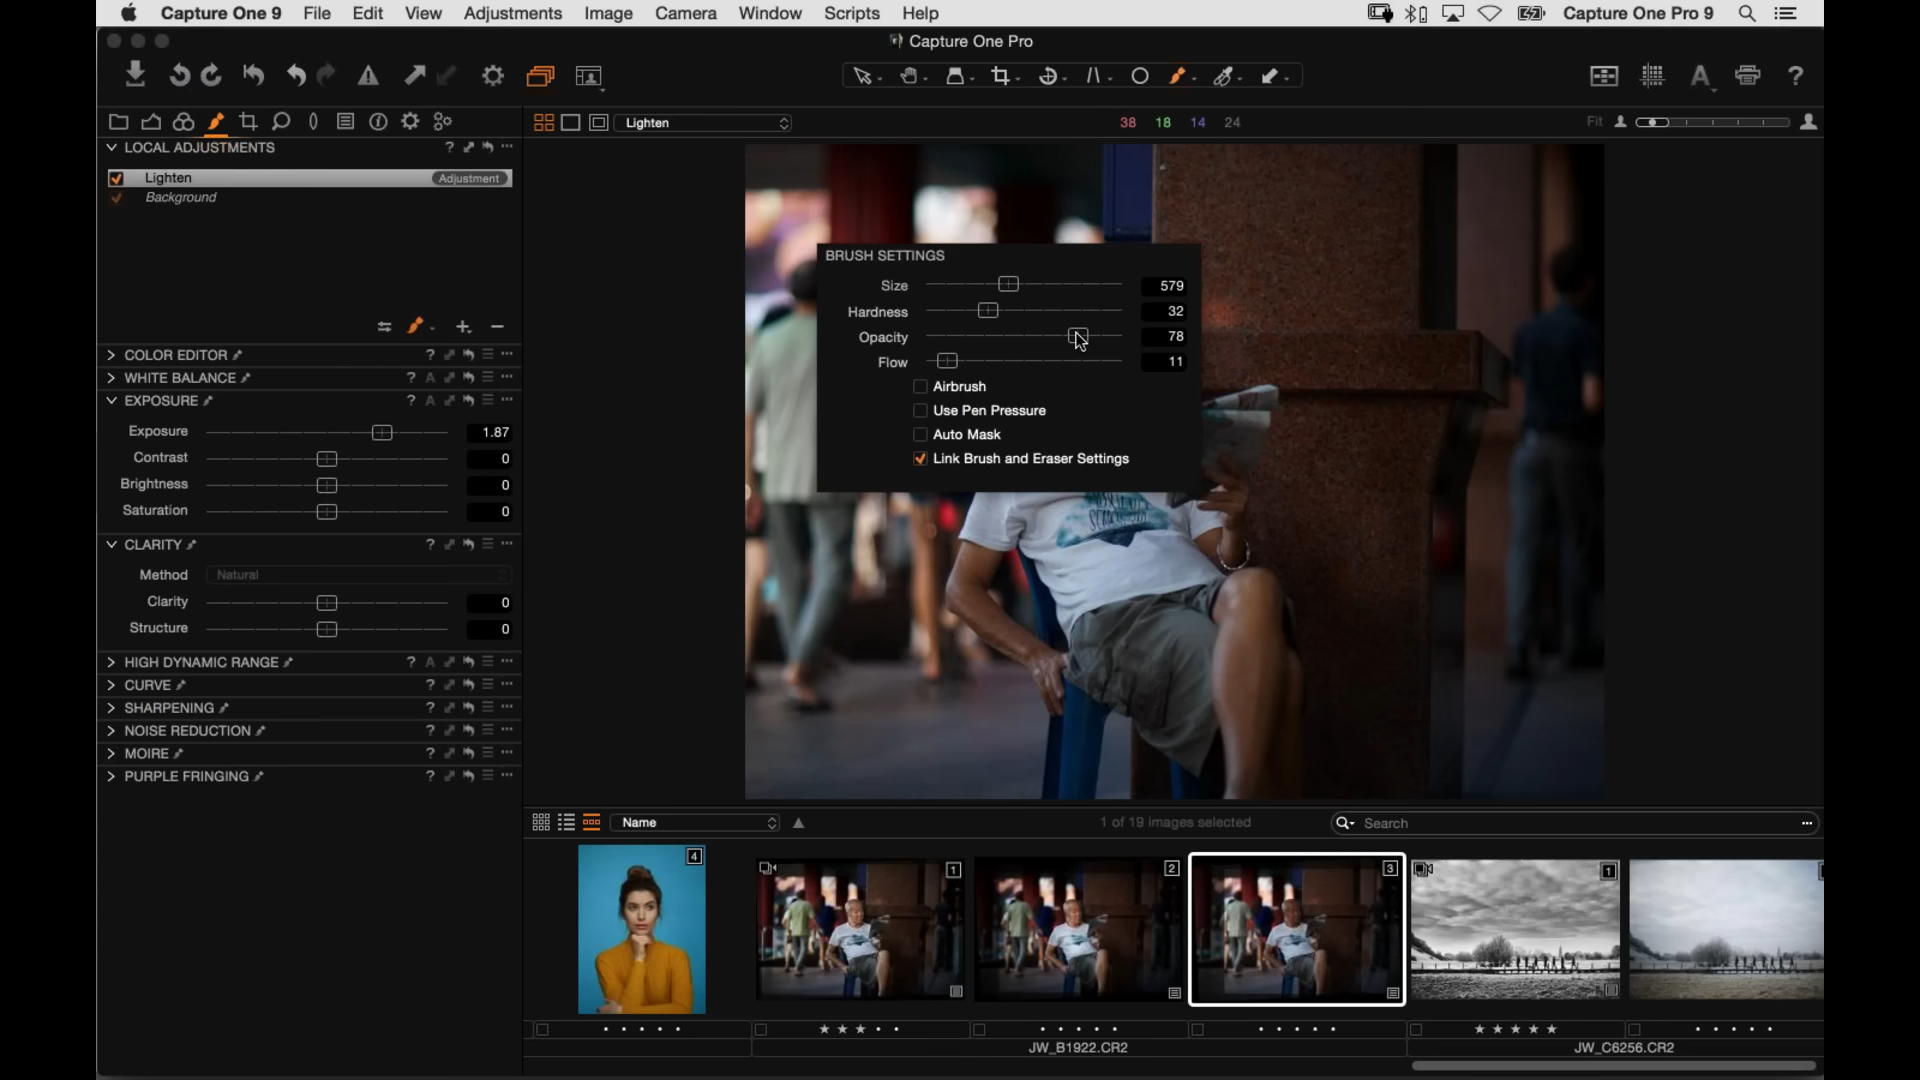 Capture One 9 File Edit View Adjustments Image Camera Window Scripts Help Capture One Pro 9
Capture One Pro
A ?
Lighten 38 18 14 24 Fit
LOCAL ADJUSTMENTS ?
Lighten Adjustment
Background
BRUSH SETTINGS
Size 579
Hardness 32
Opacity 78
Flow 11
Airbrush
Use Pen Pressure
Auto Mask
Link Brush and Eraser Settings
COLOR EDITOR ?
WHITE BALANCE ? A
EXPOSURE ? A
Exposure 1.87
Contrast 0
Brightness 0
Saturation 0
CLARITY ?
Method Natural
Clarity 0
Structure 0
HIGH DYNAMIC RANGE ? A
CURVE ?
SHARPENING ?
NOISE REDUCTION ?
MOIRE ?
PURPLE FRINGING ?
Name 1 of 19 images selected Search
4 1 2 3 1
JW_B1922.CR2 JW_C6256.CR2